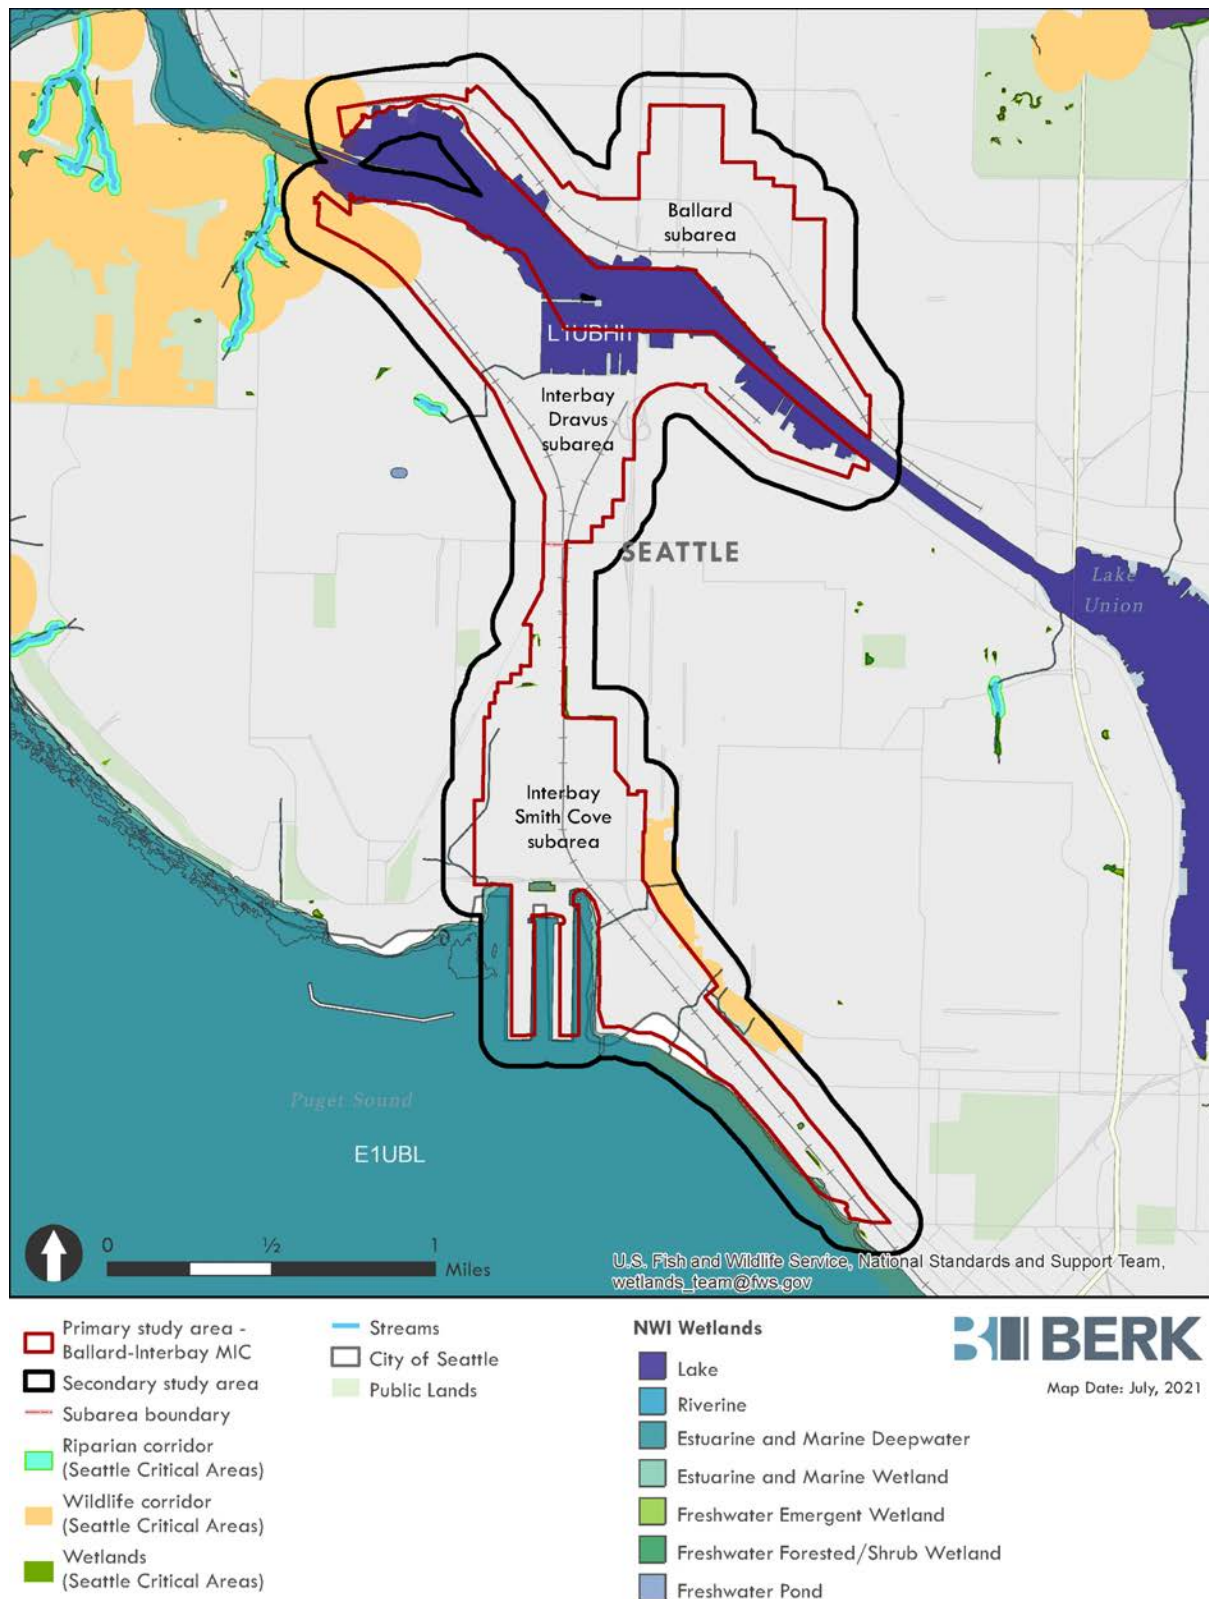 Ballard
subarea
L1UBHh
Interbay
Dravus
subarea
SEATTLE
Lake
Union
Interbay
Smith Cove
subarea
Puget Sound
E1UBL
0 ½ 1
Miles
U.S. Fish and Wildlife Service, National Standards and Support Team,
wetlands_team@fws.gov
Primary study area -
Ballard-Interbay MIC
Secondary study area
Subarea boundary
Riparian corridor
(Seattle Critical Areas)
Wildlife corridor
(Seattle Critical Areas)
Wetlands
(Seattle Critical Areas)
Streams
City of Seattle
Public Lands
NWI Wetlands
Lake
Riverine
Estuarine and Marine Deepwater
Estuarine and Marine Wetland
Freshwater Emergent Wetland
Freshwater Forested/Shrub Wetland
Freshwater Pond
BERK
Map Date: July, 2021